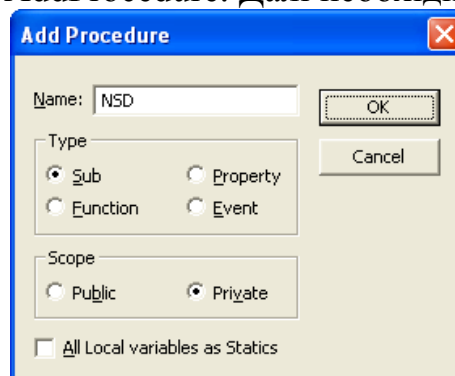 Add Procedure
Name: NSD
OK
Cancel
Type
Sub
Property
Function
Event
Scope
Public
Private
All Local variables as Statics